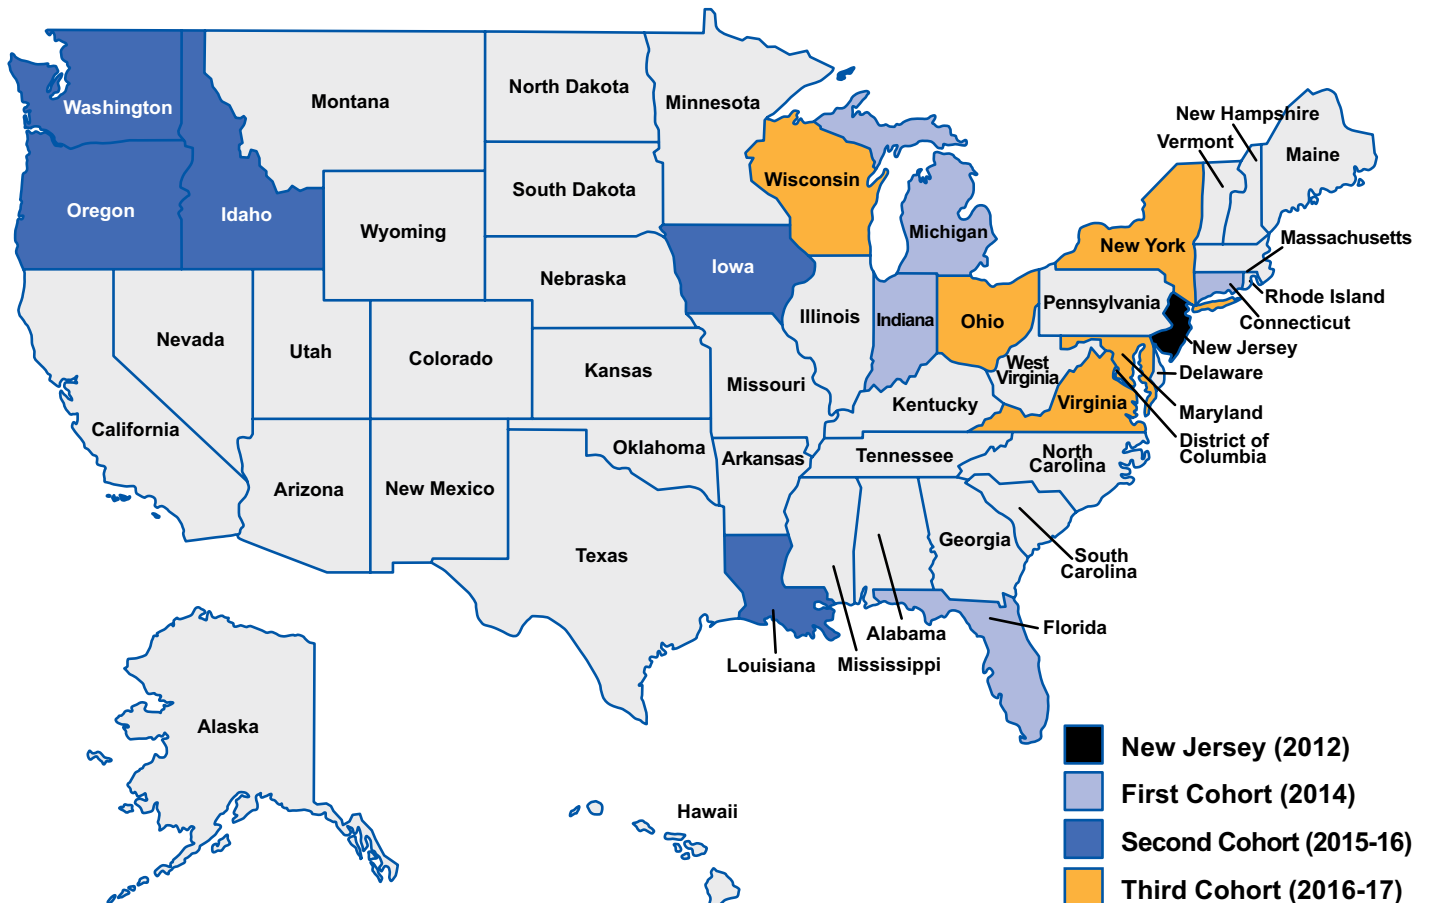 North Dakota
Montana
Minnesota
Washington
New Hampshire
Vermont
Maine
Wisconsin
South Dakota
Oregon
Idaho
Wyoming
Michigan
New York
Massachusetts
Iowa
Nebraska
Rhode Island
Pennsylvania
Connecticut
Illinois
Indiana
Ohio
Nevada
New Jersey
Utah
Colorado
Kansas
West
Virginia
Delaware
Missouri
Kentucky
Virginia
Maryland
California
District of
Columbia
Oklahoma
Arkansas
Tennessee
North
Carolina
Arizona
New Mexico
Georgia
Texas
South
Carolina
Florida
Alabama
Louisiana
Mississippi
Alaska
Hawaii
New Jersey (2012)
First Cohort (2014)
Second Cohort (2015-16)
Third Cohort (2016-17)